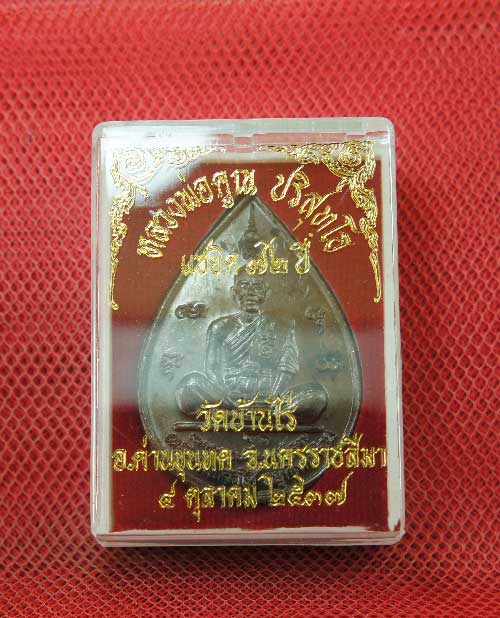 หลวงพ่อคูณ ปริสุทโธ
แซยิด ๗๒ ปี
วัดบ้านไร่
อ.ด่านขุนทด จ.นครราชสีมา
๔ ตุลาคม ๒๕๓๗